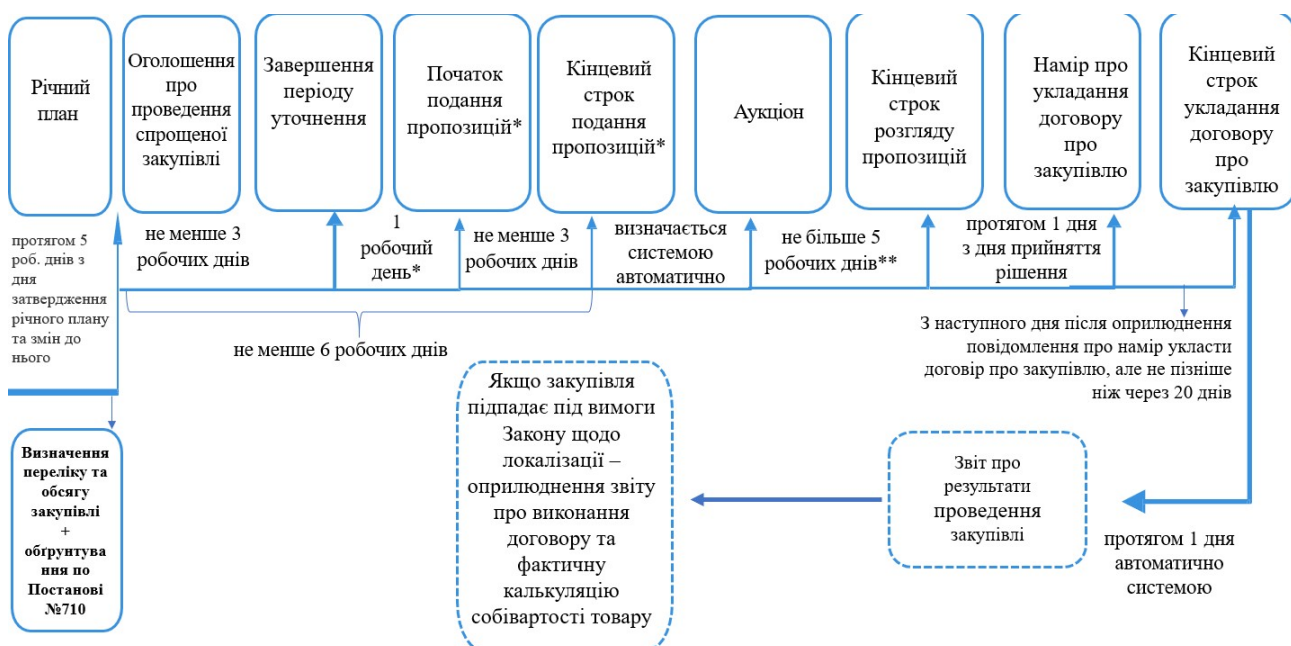 Річний
план
Оголошення
про
проведення
спрощеної
закупівлі
Завершення
періоду
уточнення
Початок
подання
пропозицій*
Кінцевий
строк
подання
пропозицій*
Аукціон
Кінцевий
строк
розгляду
пропозицій
Намір про
укладання
договору
про
закупівлю
Кінцевий
строк
укладання
договору
про
закупівлю
протягом 5
роб. днів з
дня
затвердження
річного плану
та змін до
нього
не менше 3
робочих днів
1
робочий
день*
не менше 3
робочих днів
визначається
системою
автоматично
не більше 5
робочих днів**
протягом 1 дня
з дня прийняття
рішення
не менше 6 робочих днів
З наступного дня після оприлюднення
повідомлення про намір укласти
договір про закупівлю, але не пізніше
ніж через 20 днів
Визначення
переліку та
обсягу
закупівлі
+
обґрунтува
ння по
Постанові
№710
Якщо закупівля
підпадає під вимоги
Закону щодо
локалізації –
оприлюднення звіту
про виконання
договору та
фактичну
калькуляцію
собівартості товару
Звіт про
результати
проведення
закупівлі
протягом 1 дня
автоматично
системою